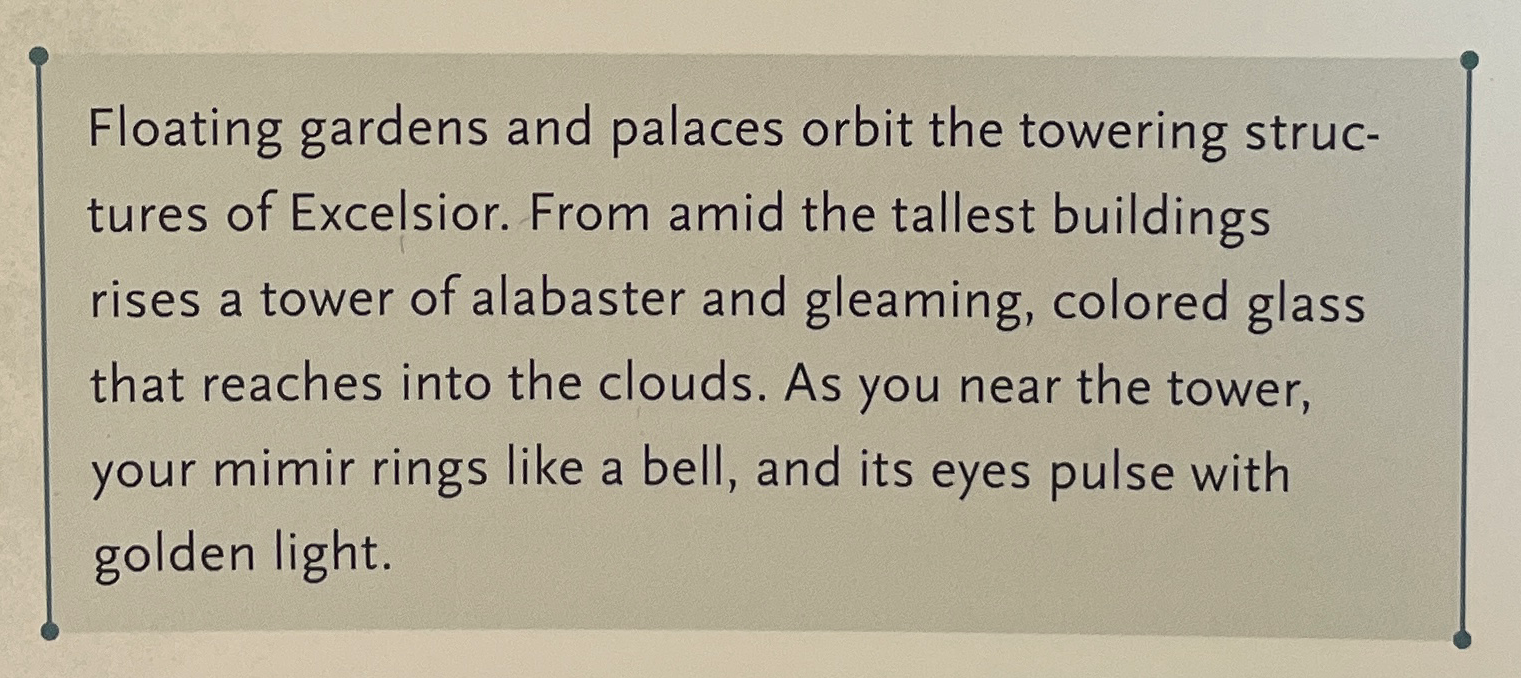 Floating gardens and palaces orbit the towering struc-
tures of Excelsior. From amid the tallest buildings
rises a tower of alabaster and gleaming, colored glass
that reaches into the clouds. As you near the tower,
your mimir rings like a bell, and its eyes pulse with
golden light.